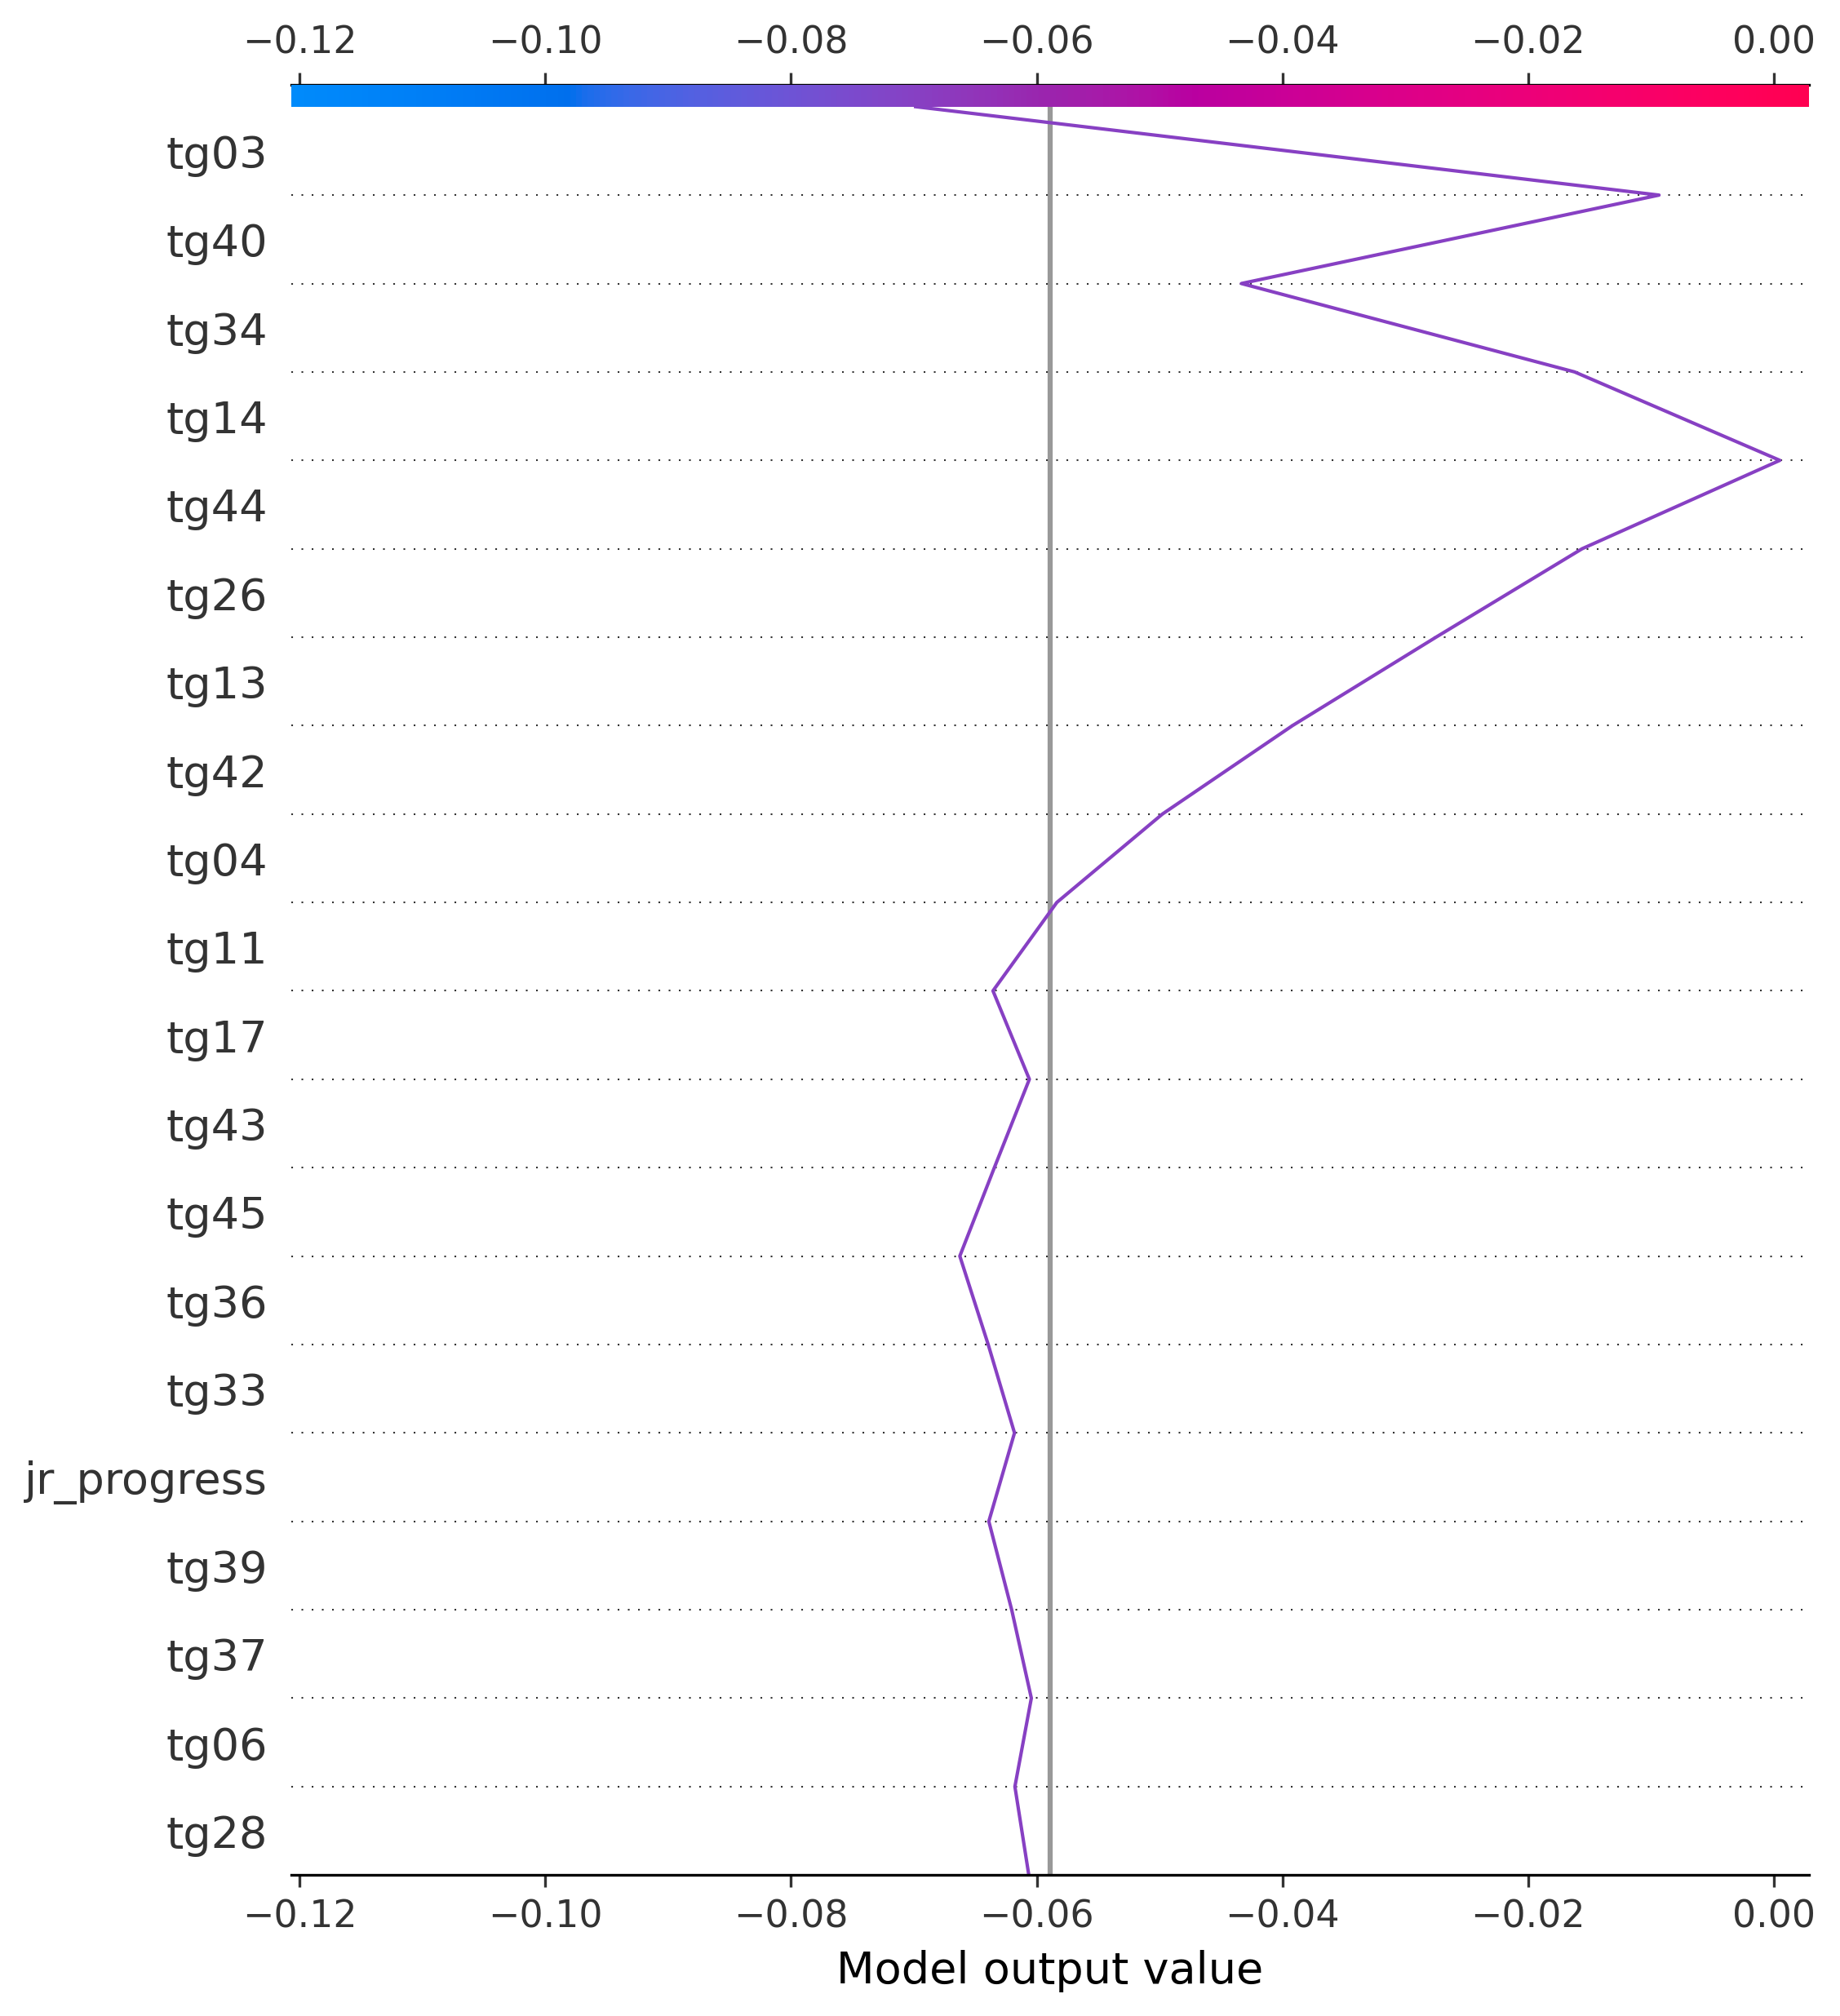 −0.12 −0.10 −0.08 −0.06 −0.04 −0.02 0.00
tg03
tg40
tg34
tg14
tg44
tg26
tg13
tg42
tg04
tg11
tg17
tg43
tg45
tg36
tg33
jr_progress
tg39
tg37
tg06
tg28
−0.12 −0.10 −0.08 −0.06 −0.04 −0.02 0.00
Model output value